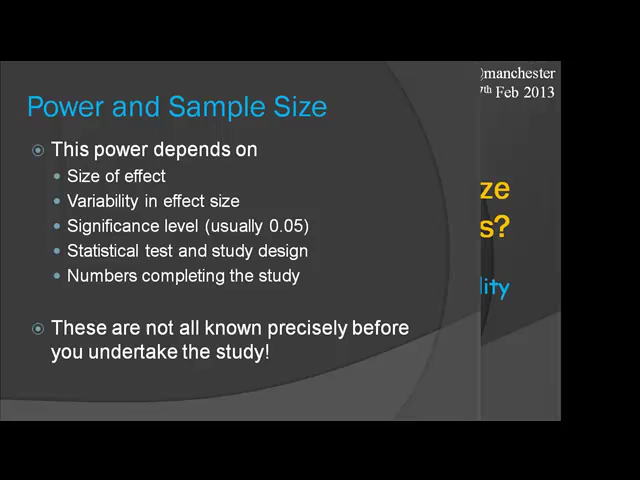 Power and Sample Size
This power depends on
Size of effect
Variability in effect size
Significance level (usually 0.05)
Statistical test and study design
Numbers completing the study
These are not all known precisely before
you undertake the study!
manchester
7th Feb 2013
ze
s?
lity